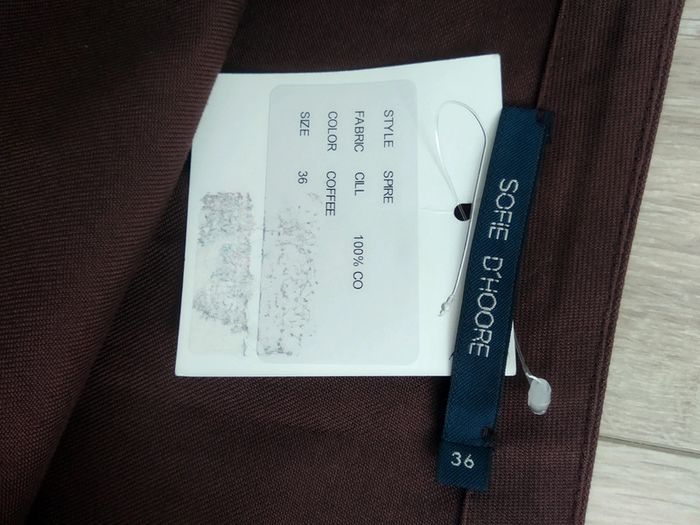 STYLE SPIRE
FABRIC CILL 100% CO
COLOR COFFEE
SIZE 36
SOFIE D'HOORE
36